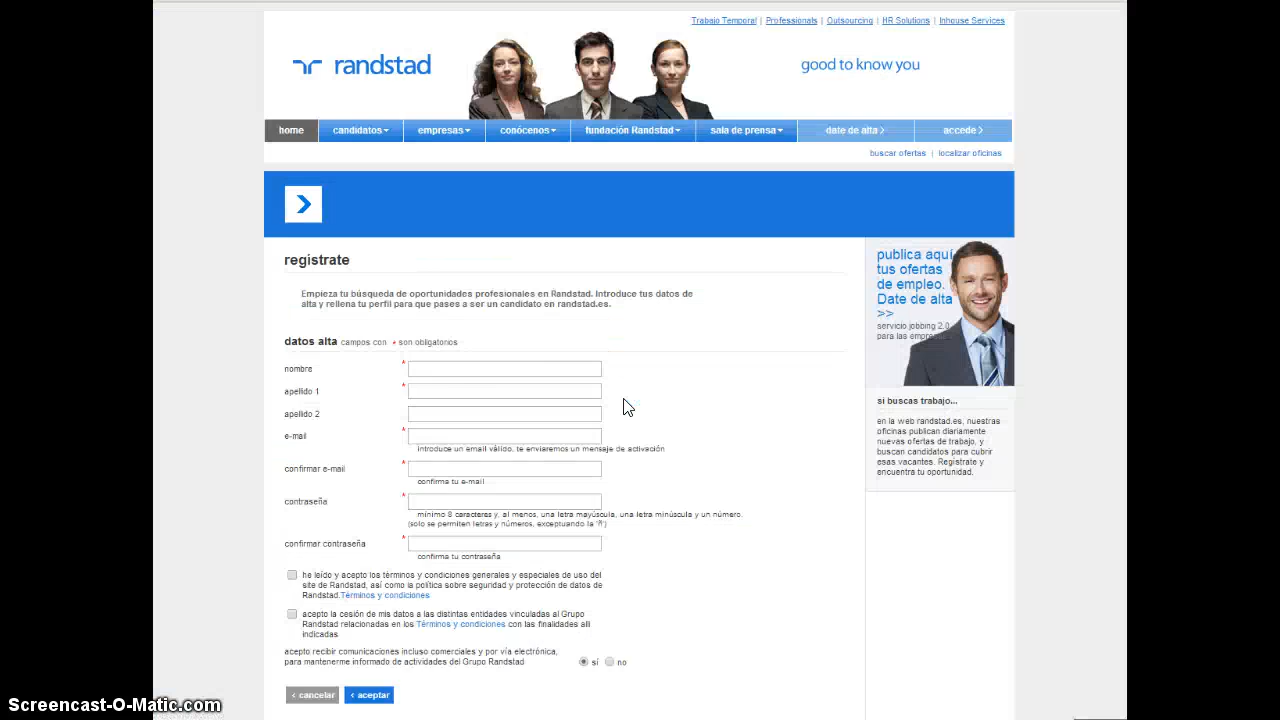 Trabajo Temporal | Professionals | Outsourcing | HR Solutions | Inhouse Services
randstad
good to know you
home candidatos empresas conócenos fundación Randstad sala de prensa date de alta accede
buscar ofertas | localizar oficinas
registrate
Empieza tu búsqueda de oportunidades profesionales en Randstad. Introduce tus datos de
alta y rellena tu perfil para que pases a ser un candidato en randstad.es.
datos alta campos con * son obligatorios
nombre *
apellido 1 *
apellido 2
e-mail *
introduce un email válido, te enviaremos un mensaje de activación
confirmar e-mail *
confirma tu e-mail
contraseña *
mínimo 8 caracteres y, al menos, una letra mayúscula, una letra minúscula y un número.
(solo se permiten letras y números, exceptuando la 'ñ')
confirmar contraseña *
confirma tu contraseña
he leído y acepto los términos y condiciones generales y especiales de uso del
site de Randstad, así como la política sobre seguridad y protección de datos de
Randstad.Términos y condiciones
acepto la cesión de mis datos a las distintas entidades vinculadas al Grupo
Randstad relacionadas en los Términos y condiciones con las finalidades allí
indicadas
acepto recibir comunicaciones incluso comerciales y por vía electrónica,
para mantenerme informado de actividades del Grupo Randstad sí no
‹ cancelar ‹ aceptar
publica aquí
tus ofertas
de empleo.
Date de alta
>>
servicio jobbing 2.0
para las empre
si buscas trabajo...
en la web randstad.es, nuestras
oficinas publican diariamente
nuevas ofertas de trabajo, y
buscan candidatos para cubrir
esas vacantes. Regístrate y
encuentra tu oportunidad.
Screencast-O-Matic.com